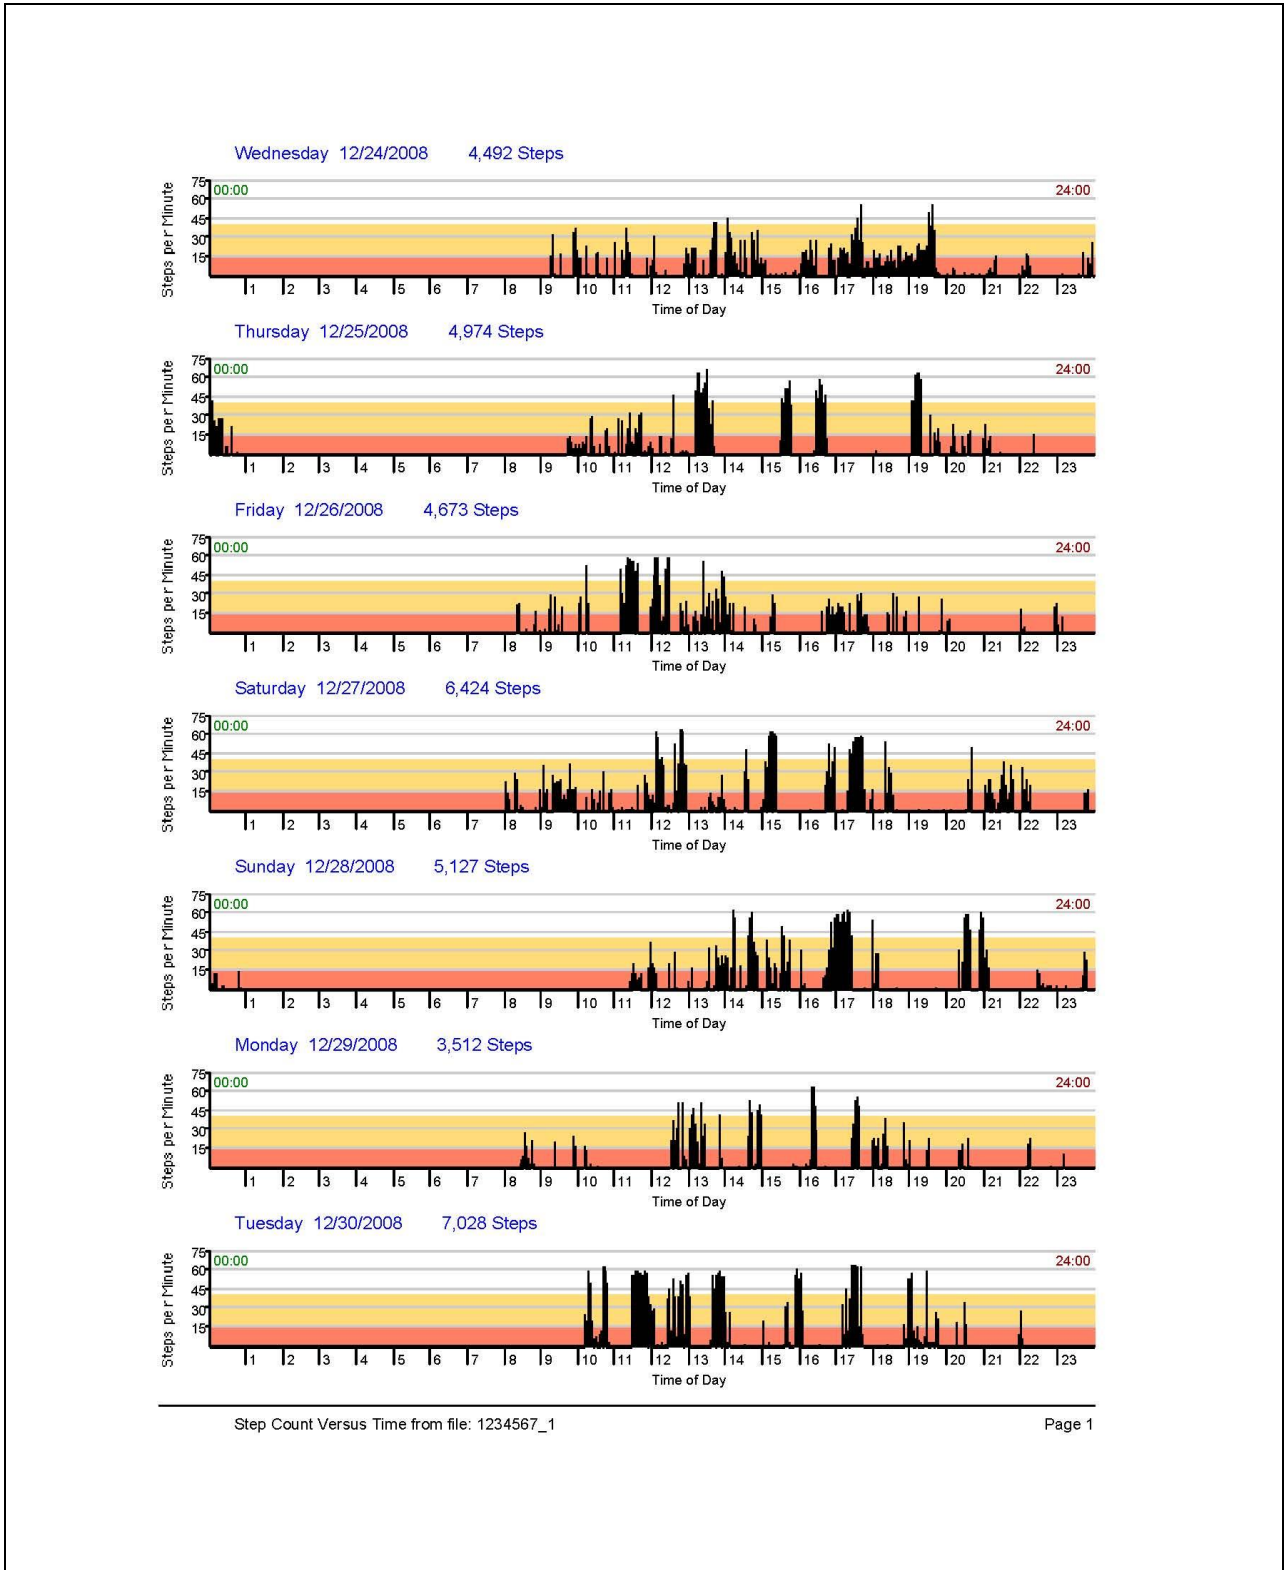 Wednesday 12/24/2008 4,492 Steps
Steps per Minute
75
60
45
30
15
00:00 24:00
1 2 3 4 5 6 7 8 9 10 11 12 13 14 15 16 17 18 19 20 21 22 23
Time of Day
Thursday 12/25/2008 4,974 Steps
Steps per Minute
75
60
45
30
15
00:00 24:00
1 2 3 4 5 6 7 8 9 10 11 12 13 14 15 16 17 18 19 20 21 22 23
Time of Day
Friday 12/26/2008 4,673 Steps
Steps per Minute
75
60
45
30
15
00:00 24:00
1 2 3 4 5 6 7 8 9 10 11 12 13 14 15 16 17 18 19 20 21 22 23
Time of Day
Saturday 12/27/2008 6,424 Steps
Steps per Minute
75
60
45
30
15
00:00 24:00
1 2 3 4 5 6 7 8 9 10 11 12 13 14 15 16 17 18 19 20 21 22 23
Time of Day
Sunday 12/28/2008 5,127 Steps
Steps per Minute
75
60
45
30
15
00:00 24:00
1 2 3 4 5 6 7 8 9 10 11 12 13 14 15 16 17 18 19 20 21 22 23
Time of Day
Monday 12/29/2008 3,512 Steps
Steps per Minute
75
60
45
30
15
00:00 24:00
1 2 3 4 5 6 7 8 9 10 11 12 13 14 15 16 17 18 19 20 21 22 23
Time of Day
Tuesday 12/30/2008 7,028 Steps
Steps per Minute
75
60
45
30
15
00:00 24:00
1 2 3 4 5 6 7 8 9 10 11 12 13 14 15 16 17 18 19 20 21 22 23
Time of Day
Step Count Versus Time from file: 1234567_1 Page 1